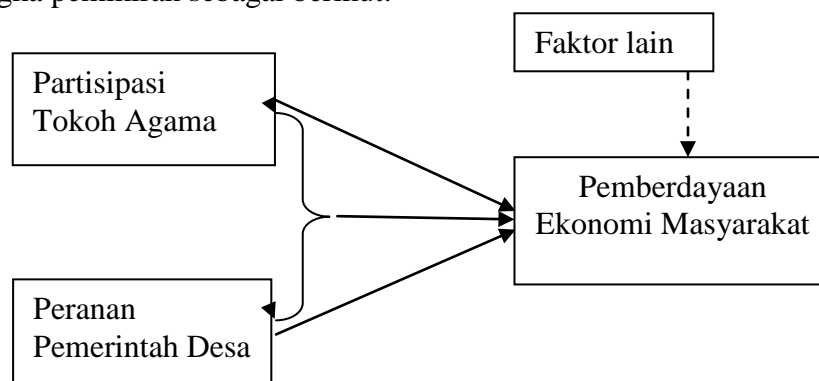 Faktor lain
Partisipasi
Tokoh Agama
Pemberdayaan
Ekonomi Masyarakat
Peranan
Pemerintah Desa